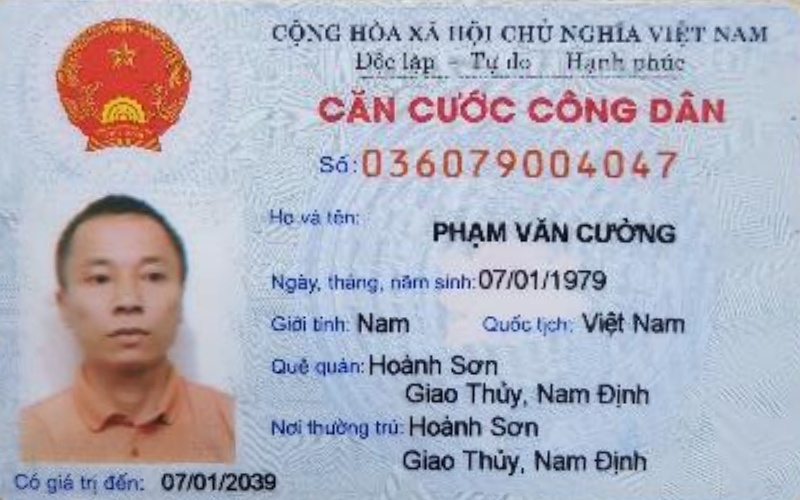 CỘNG HÒA XÃ HỘI CHỦ NGHĨA VIỆT NAM
Độc lập – Tự do – Hạnh phúc
CĂN CƯỚC CÔNG DÂN
Số: 036079004047
Họ và tên: PHẠM VĂN CƯỜNG
Ngày, tháng, năm sinh: 07/01/1979
Giới tính: Nam Quốc tịch: Việt Nam
Quê quán: Hoành Sơn
Giao Thủy, Nam Định
Nơi thường trú: Hoành Sơn
Giao Thủy, Nam Định
Có giá trị đến: 07/01/2039